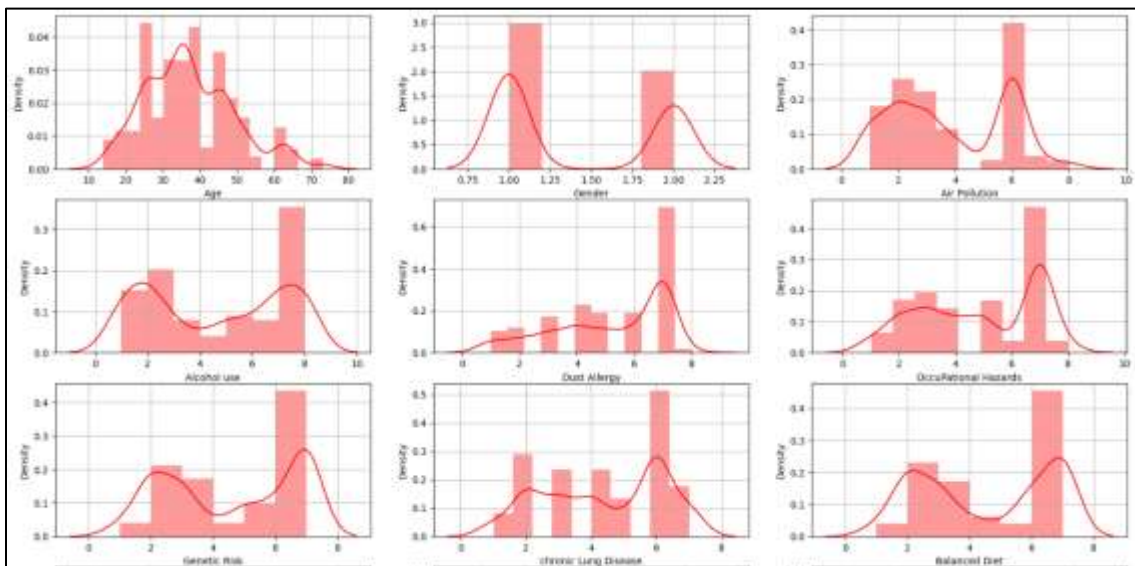 0.04
0.03
0.02
0.01
0.00
Density
10 20 30 40 50 60 70 80
Age
3.0
2.5
2.0
1.5
1.0
0.5
0.0
Density
0.75 1.00 1.25 1.50 1.75 2.00 2.25
Gender
0.4
0.3
0.2
0.1
0.0
Density
0 2 4 6 8 10
Air Pollution
0.3
0.2
0.1
0.0
Density
0 2 4 6 8 10
Alcohol use
0.6
0.4
0.2
0.0
Density
0 2 4 6 8
Dust Allergy
0.4
0.3
0.2
0.1
0.0
Density
0 2 4 6 8 10
OccuPational Hazards
0.4
0.3
0.2
0.1
0.0
Density
0 2 4 6 8
Genetic Risk
0.5
0.4
0.3
0.2
0.1
0.0
Density
0 2 4 6 8
chronic Lung Disease
0.4
0.3
0.2
0.1
0.0
Density
0 2 4 6 8
Balanced Diet